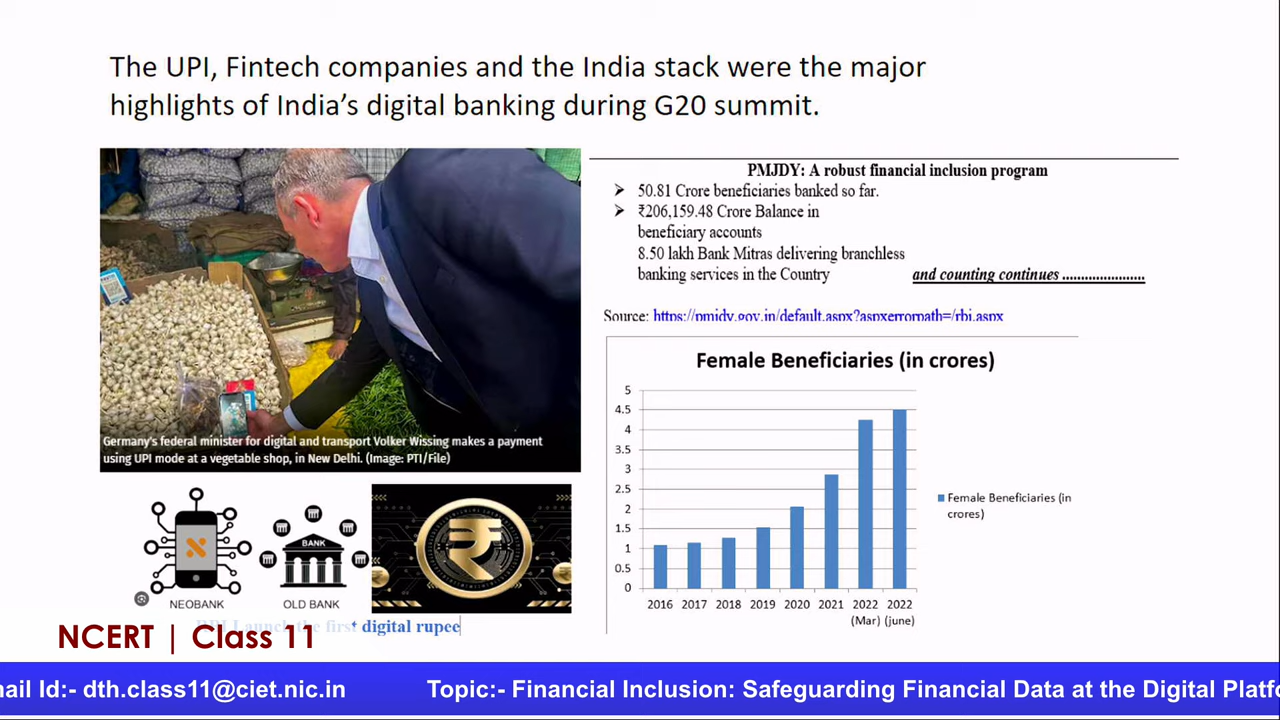 The UPI, Fintech companies and the India stack were the major
highlights of India's digital banking during G20 summit.
Germany's federal minister for digital and transport Volker Wissing makes a payment
using UPI mode at a vegetable shop, in New Delhi. (Image: PTI/File)
NEOBANK
BANK
OLD BANK
digital rupee
PMJDY: A robust financial inclusion program
50.81 Crore beneficiaries banked so far.
₹206,159.48 Crore Balance in
beneficiary accounts
8.50 lakh Bank Mitras delivering branchless
banking services in the Country
and counting continues ......................
Source: https://pmjdy.gov.in/default.aspx?aspxerrorpath=/rbi.aspx
Female Beneficiaries (in crores)
5
4.5
4
3.5
3
2.5
2
1.5
1
0.5
0
2016 2017 2018 2019 2020 2021 2022 2022
(Mar) (june)
Female Beneficiaries (in
crores)
NCERT | Class 11
ail Id:- dth.class11@ciet.nic.in Topic:- Financial Inclusion: Safeguarding Financial Data at the Digital Platfo